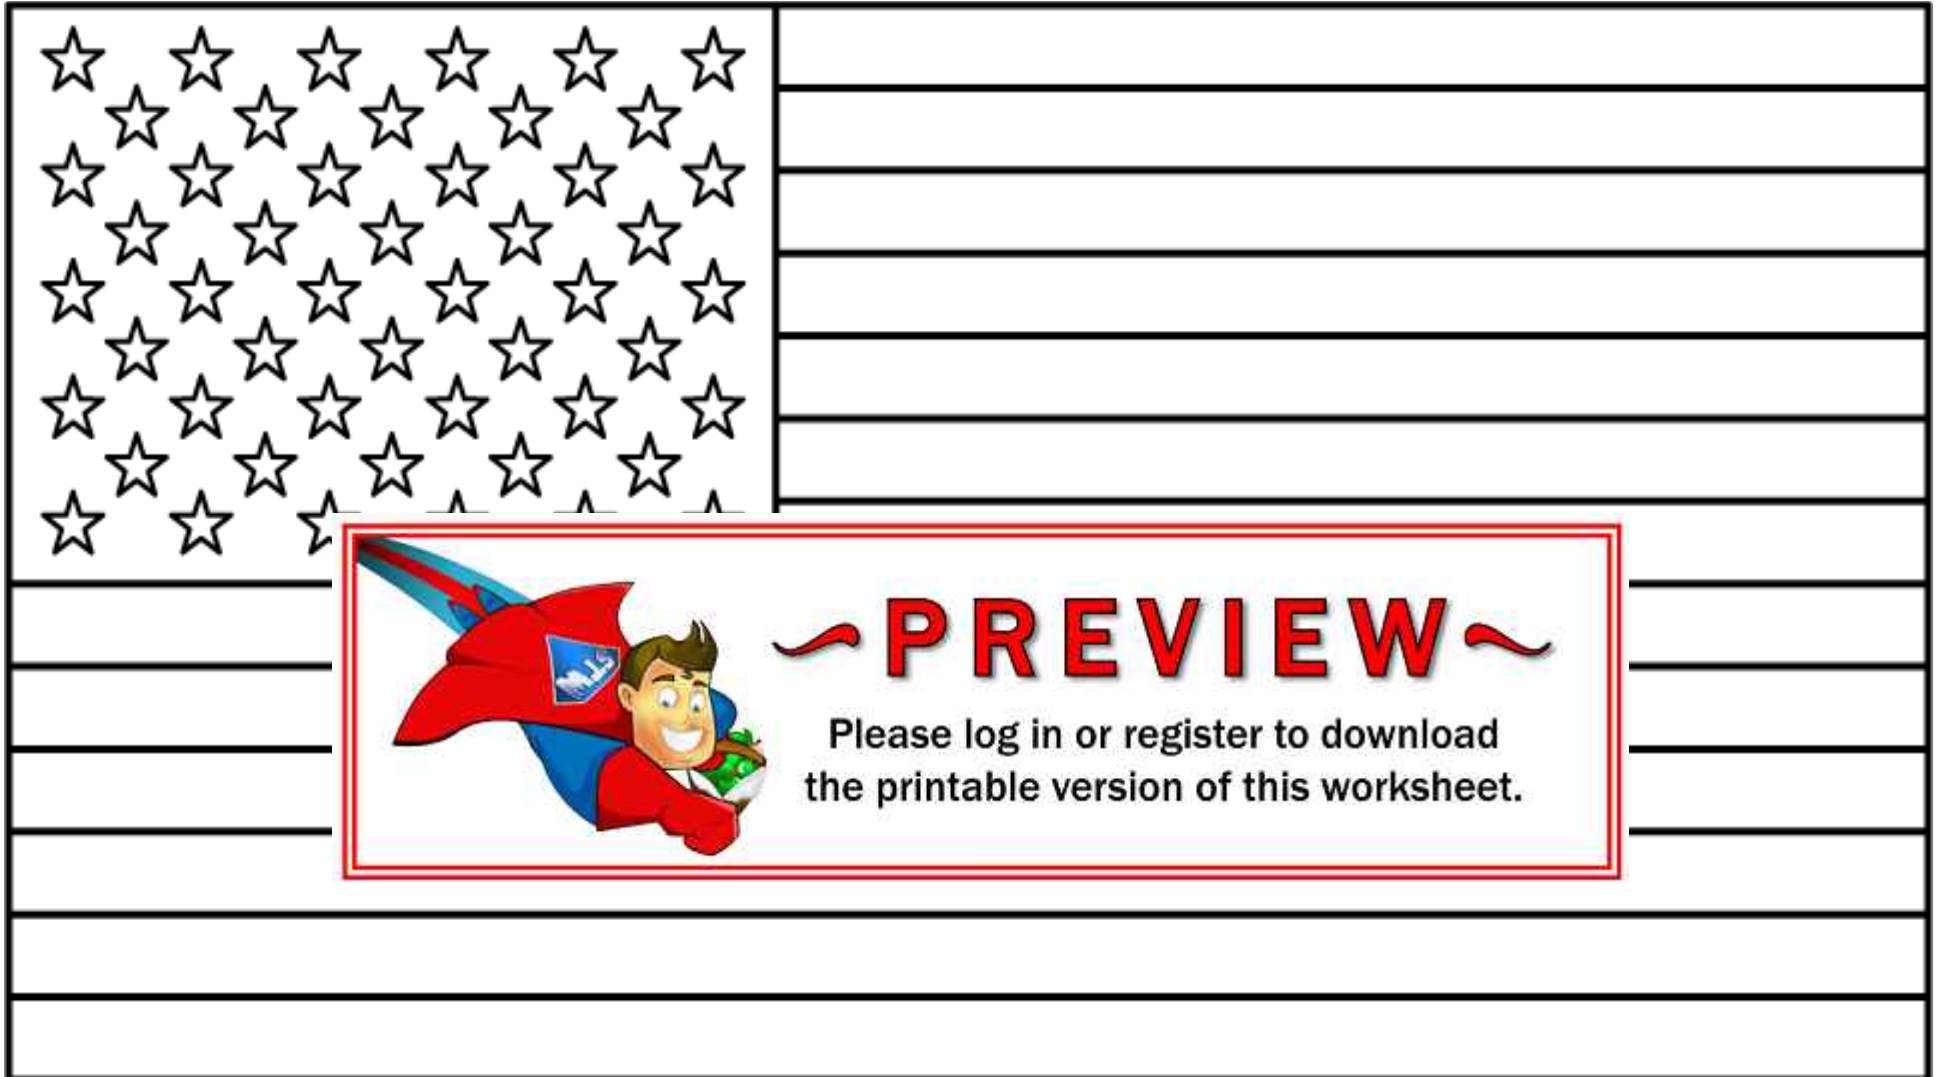 ~PREVIEW~
Please log in or register to download
the printable version of this worksheet.